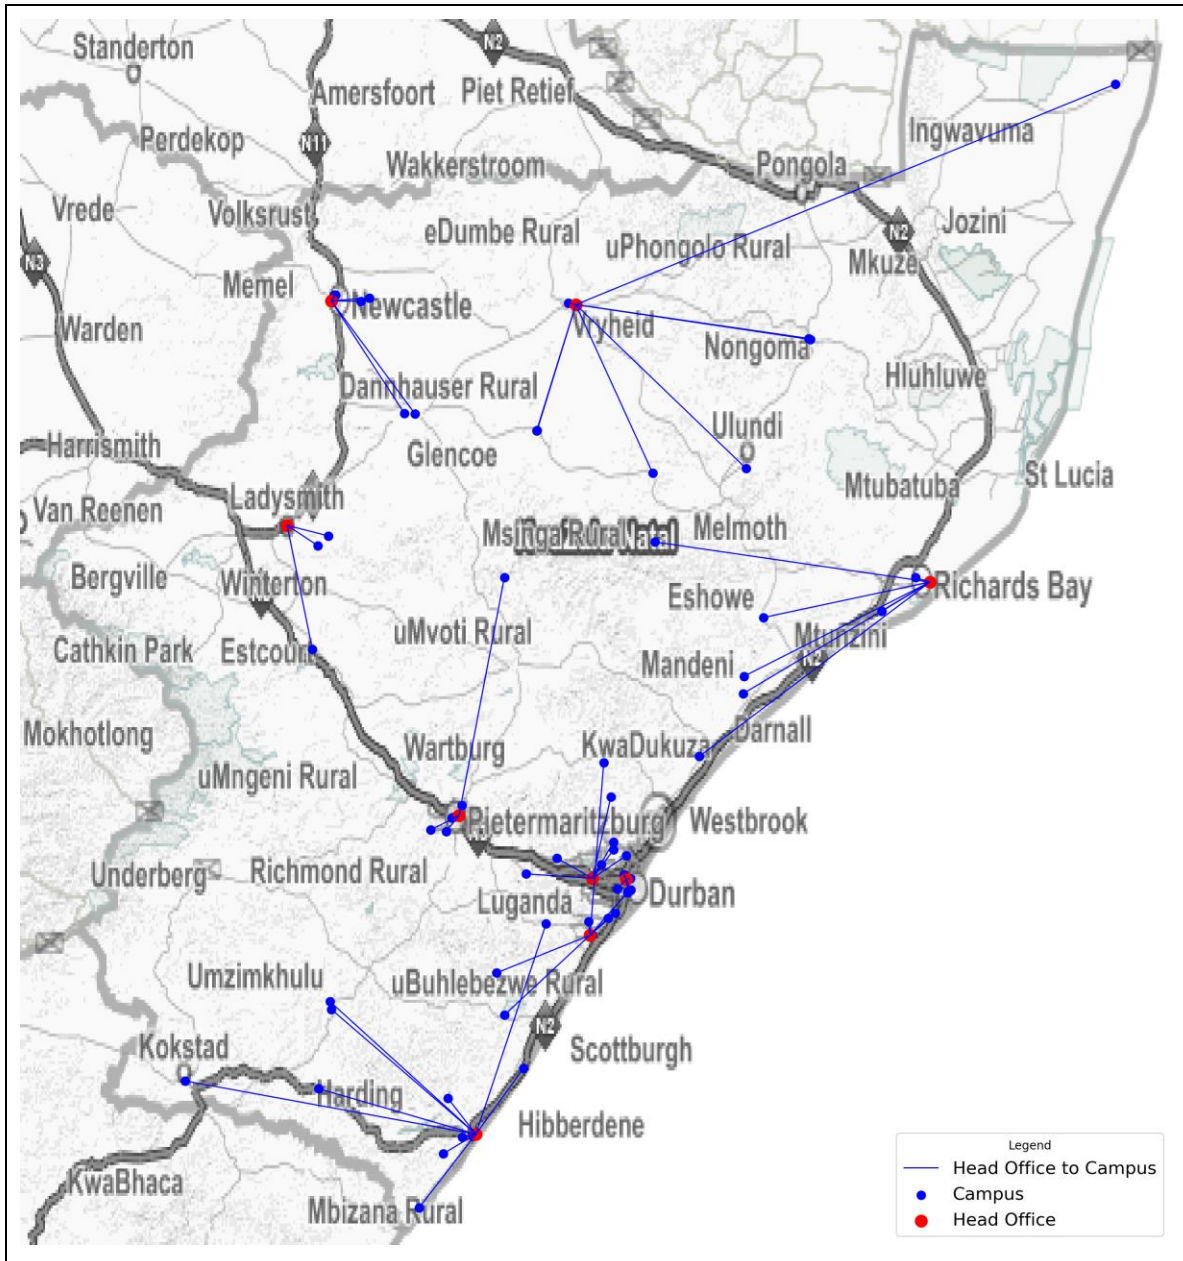 Standerton
N2
Amersfoort
Piet Retief
Ingwavuma
Perdekop
N11
Wakkerstroom
Pongola
Vrede
Volksrust
eDumbe Rural
uPhongolo Rural
N2
Jozini
N3
Memel
Mkuze
Newcastle
Warden
Vryheid
Nongoma
Dannhauser Rural
Hluhluwe
Harrismith
Glencoe
Ulundi
Van Reenen
Ladysmith
Mtubatuba
St Lucia
Msinga Rural
Natal
Melmoth
Bergville
Winterton
Eshowe
Richards Bay
Cathkin Park
Estcourt
uMvoti Rural
Mtunzini
Mandeni
N2
Mokhotlong
Wartburg
KwaDukuza
Darnall
uMngeni Rural
Pietermaritzburg
Westbrook
Underberg
Richmond Rural
Luganda
Durban
Umzimkhulu
uBuhlebezwe Rural
Kokstad
N2
Scottburgh
Harding
Hibberdene
KwaBhaca
Mbizana Rural
Legend
Head Office to Campus
Campus
Head Office